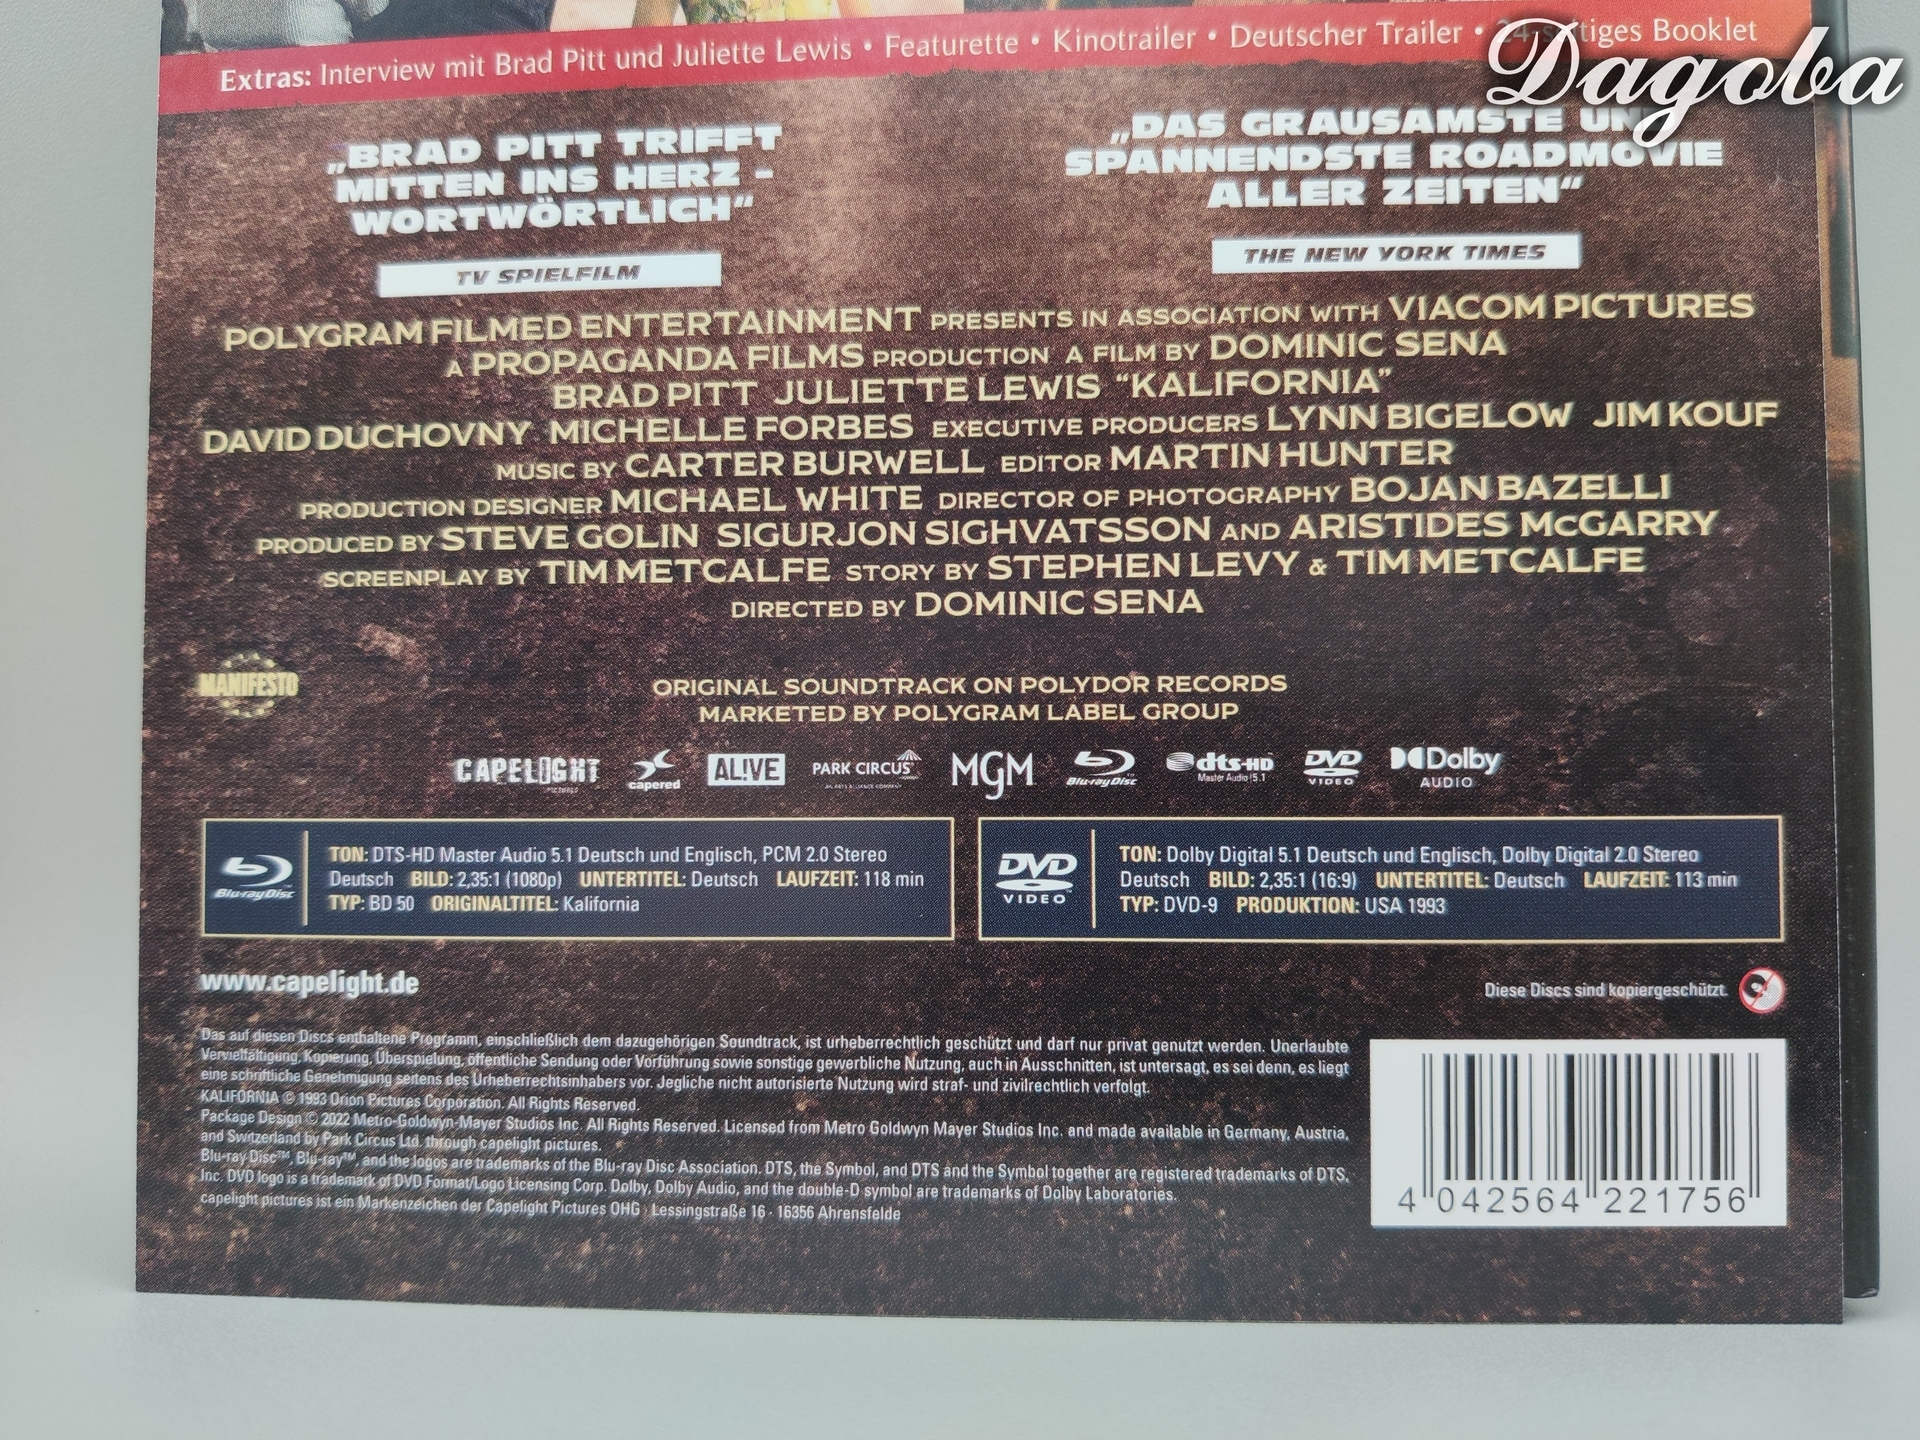 Extras: Interview mit Brad Pitt und Juliette Lewis • Featurette • Kinotrailer • Deutscher Trailer • Booklet
Dagoba
„BRAD PITT TRIFFT
MITTEN INS HERZ -
WORTWÖRTLICH“
TV SPIELFILM
„DAS GRAUSAMSTE
SPANNENDSTE ROADMOVIE
ALLER ZEITEN“
THE NEW YORK TIMES
POLYGRAM FILMED ENTERTAINMENT PRESENTS IN ASSOCIATION WITH VIACOM PICTURES
A PROPAGANDA FILMS PRODUCTION A FILM BY DOMINIC SENA
BRAD PITT JULIETTE LEWIS “KALIFORNIA”
DAVID DUCHOVNY MICHELLE FORBES EXECUTIVE PRODUCERS LYNN BIGELOW JIM KOUF
MUSIC BY CARTER BURWELL EDITOR MARTIN HUNTER
PRODUCTION DESIGNER MICHAEL WHITE DIRECTOR OF PHOTOGRAPHY BOJAN BAZELLI
PRODUCED BY STEVE GOLIN SIGURJON SIGHVATSSON AND ARISTIDES McGARRY
SCREENPLAY BY TIM METCALFE STORY BY STEPHEN LEVY & TIM METCALFE
DIRECTED BY DOMINIC SENA
MANIFESTO
ORIGINAL SOUNDTRACK ON POLYDOR RECORDS
MARKETED BY POLYGRAM LABEL GROUP
CAPELIGHT PICTURES capered AL!VE PARK CIRCUS MGM Blu-ray Disc dts-HD Master Audio 5.1 DVD VIDEO Dolby AUDIO
Blu-ray Disc
TON: DTS-HD Master Audio 5.1 Deutsch und Englisch, PCM 2.0 Stereo
Deutsch BILD: 2,35:1 (1080p) UNTERTITEL: Deutsch LAUFZEIT: 118 min
TYP: BD 50 ORIGINALTITEL: Kalifornia
DVD VIDEO
TON: Dolby Digital 5.1 Deutsch und Englisch, Dolby Digital 2.0 Stereo
Deutsch BILD: 2,35:1 (16:9) UNTERTITEL: Deutsch LAUFZEIT: 113 min
TYP: DVD-9 PRODUKTION: USA 1993
www.capelight.de
Diese Discs sind kopiergeschützt.
Das auf diesen Discs enthaltene Programm, einschließlich dem dazugehörigen Soundtrack, ist urheberrechtlich geschützt und darf nur privat genutzt werden. Unerlaubte
Vervielfältigung, Kopierung, Überspielung, öffentliche Sendung oder Vorführung sowie sonstige gewerbliche Nutzung, auch in Ausschnitten, ist untersagt, es sei denn, es liegt
eine schriftliche Genehmigung seitens des Urheberrechtsinhabers vor. Jegliche nicht autorisierte Nutzung wird straf- und zivilrechtlich verfolgt.
KALIFORNIA © 1993 Orion Pictures Corporation. All Rights Reserved.
Package Design © 2022 Metro-Goldwyn-Mayer Studios Inc. All Rights Reserved. Licensed from Metro Goldwyn Mayer Studios Inc. and made available in Germany, Austria,
and Switzerland by Park Circus Ltd. through capelight pictures.
Blu-ray Disc™, Blu-ray™, and the logos are trademarks of the Blu-ray Disc Association. DTS, the Symbol, and DTS and the Symbol together are registered trademarks of DTS,
Inc. DVD logo is a trademark of DVD Format/Logo Licensing Corp. Dolby, Dolby Audio, and the double-D symbol are trademarks of Dolby Laboratories.
capelight pictures ist ein Markenzeichen der Capelight Pictures OHG · Lessingstraße 16 · 16356 Ahrensfelde
4 042564 221756